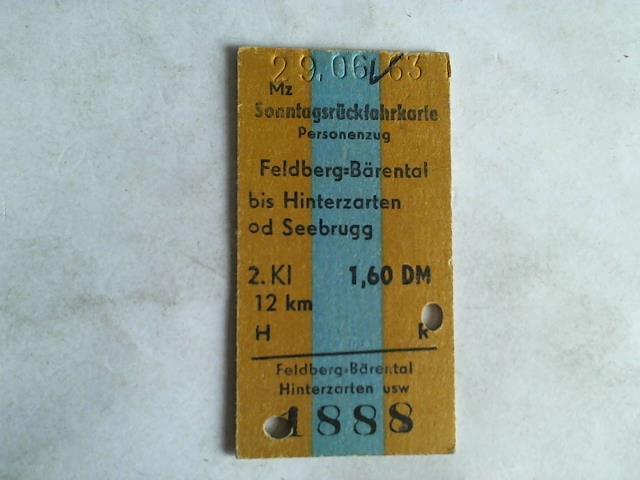 29.06.63
Mz
Sonntagsrückfahrkarte
Personenzug
Feldberg=Bärental
bis Hinterzarten
od Seebrugg
2. Kl 1,60 DM
12 km
H k
Feldberg=Bärental
Hinterzarten usw
1888